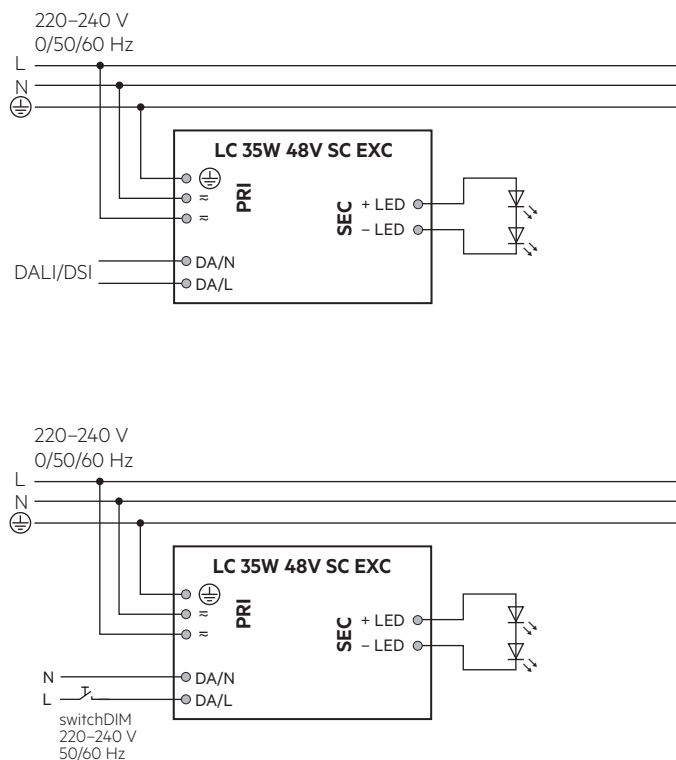 220–240 V
0/50/60 Hz
L
N
LC 35W 48V SC EXC
PRI
≂
≂
SEC
+ LED
– LED
DALI/DSI
DA/N
DA/L
220–240 V
0/50/60 Hz
L
N
LC 35W 48V SC EXC
PRI
≂
≂
SEC
+ LED
– LED
N
DA/N
L
DA/L
switchDIM
220–240 V
50/60 Hz